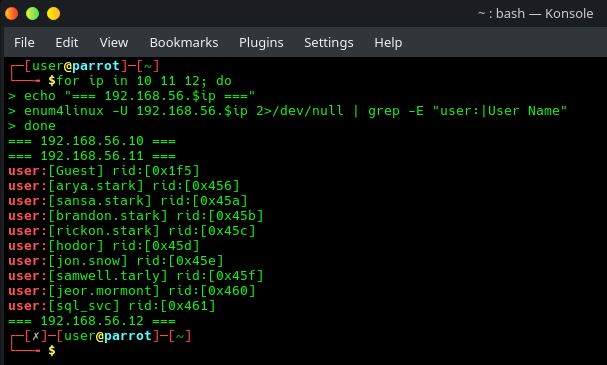 ~ : bash — Konsole
File Edit View Bookmarks Plugins Settings Help
┌─[user@parrot]─[~]
└──╼ $for ip in 10 11 12; do
> echo "=== 192.168.56.$ip ==="
> enum4linux -U 192.168.56.$ip 2>/dev/null | grep -E "user:|User Name"
> done
=== 192.168.56.10 ===
=== 192.168.56.11 ===
user:[Guest] rid:[0x1f5]
user:[arya.stark] rid:[0x456]
user:[sansa.stark] rid:[0x45a]
user:[brandon.stark] rid:[0x45b]
user:[rickon.stark] rid:[0x45c]
user:[hodor] rid:[0x45d]
user:[jon.snow] rid:[0x45e]
user:[samwell.tarly] rid:[0x45f]
user:[jeor.mormont] rid:[0x460]
user:[sql_svc] rid:[0x461]
=== 192.168.56.12 ===
┌─[✗]─[user@parrot]─[~]
└──╼ $